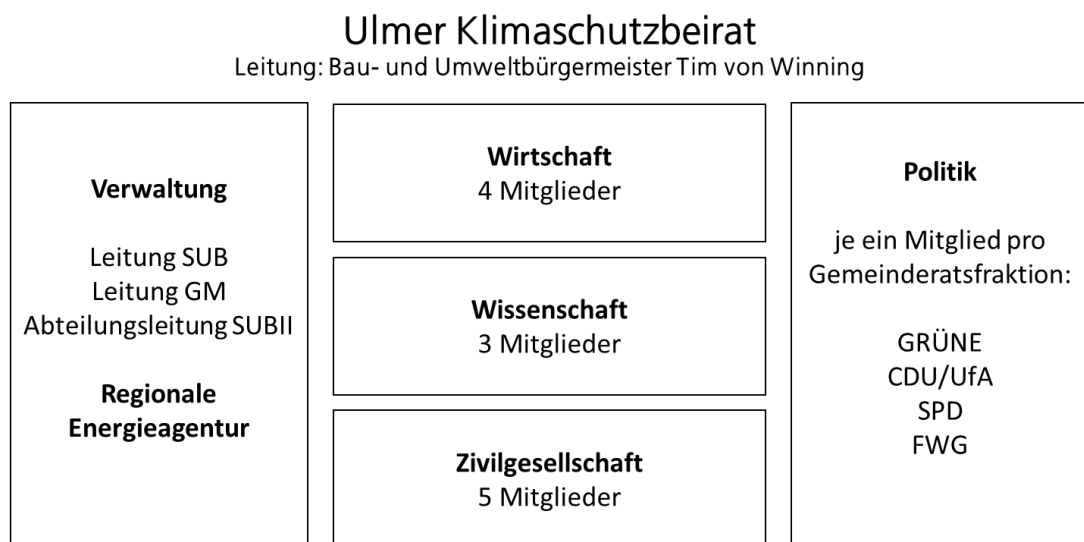 Ulmer Klimaschutzbeirat
Leitung: Bau- und Umweltbürgermeister Tim von Winning
Verwaltung
Leitung SUB
Leitung GM
Abteilungsleitung SUBII
Regionale
Energieagentur
Wirtschaft
4 Mitglieder
Wissenschaft
3 Mitglieder
Zivilgesellschaft
5 Mitglieder
Politik
je ein Mitglied pro
Gemeinderatsfraktion:
GRÜNE
CDU/UfA
SPD
FWG